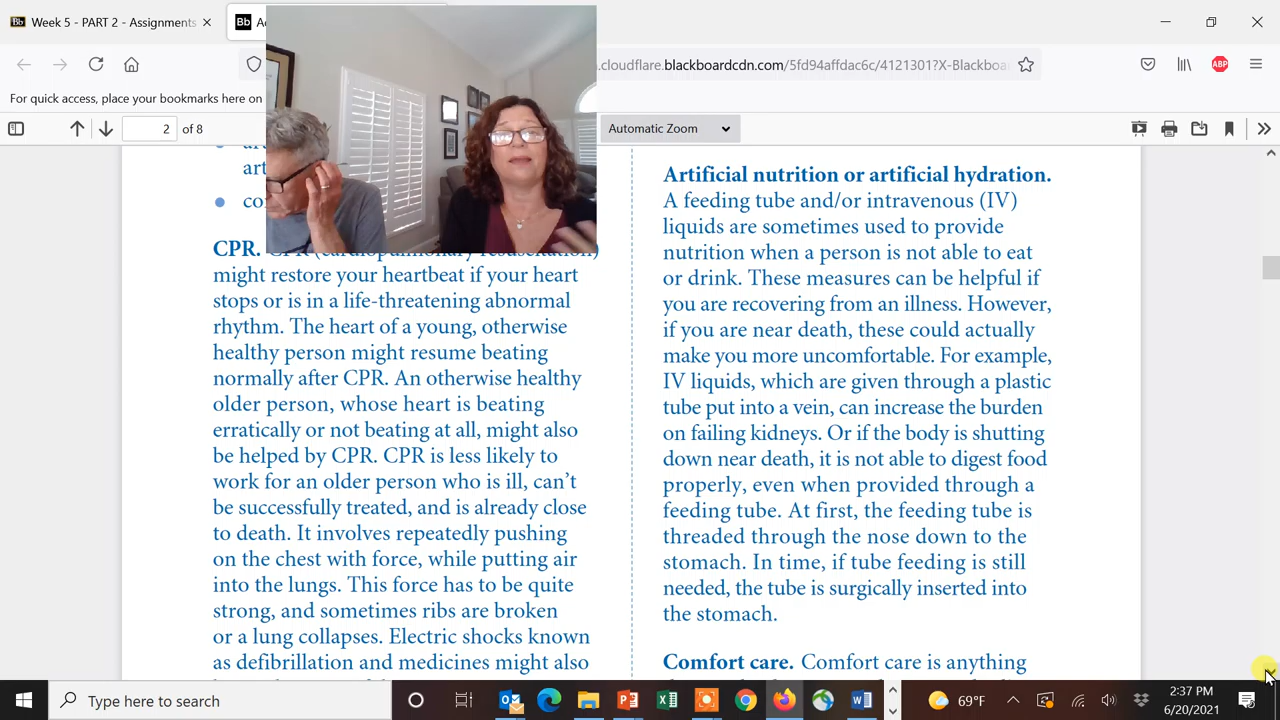 Week 5 - PART 2 - Assignments
.cloudflare.blackboardcdn.com/5fd94affdac6c/4121301?X-Blackboa
For quick access, place your bookmarks here on
2 of 8
Automatic Zoom
CPR. CPR (cardiopulmonary resuscitation)
might restore your heartbeat if your heart
stops or is in a life-threatening abnormal
rhythm. The heart of a young, otherwise
healthy person might resume beating
normally after CPR. An otherwise healthy
older person, whose heart is beating
erratically or not beating at all, might also
be helped by CPR. CPR is less likely to
work for an older person who is ill, can’t
be successfully treated, and is already close
to death. It involves repeatedly pushing
on the chest with force, while putting air
into the lungs. This force has to be quite
strong, and sometimes ribs are broken
or a lung collapses. Electric shocks known
as defibrillation and medicines might also
Artificial nutrition or artificial hydration.
A feeding tube and/or intravenous (IV)
liquids are sometimes used to provide
nutrition when a person is not able to eat
or drink. These measures can be helpful if
you are recovering from an illness. However,
if you are near death, these could actually
make you more uncomfortable. For example,
IV liquids, which are given through a plastic
tube put into a vein, can increase the burden
on failing kidneys. Or if the body is shutting
down near death, it is not able to digest food
properly, even when provided through a
feeding tube. At first, the feeding tube is
threaded through the nose down to the
stomach. In time, if tube feeding is still
needed, the tube is surgically inserted into
the stomach.
Comfort care. Comfort care is anything
Type here to search
69°F
2:37 PM
6/20/2021